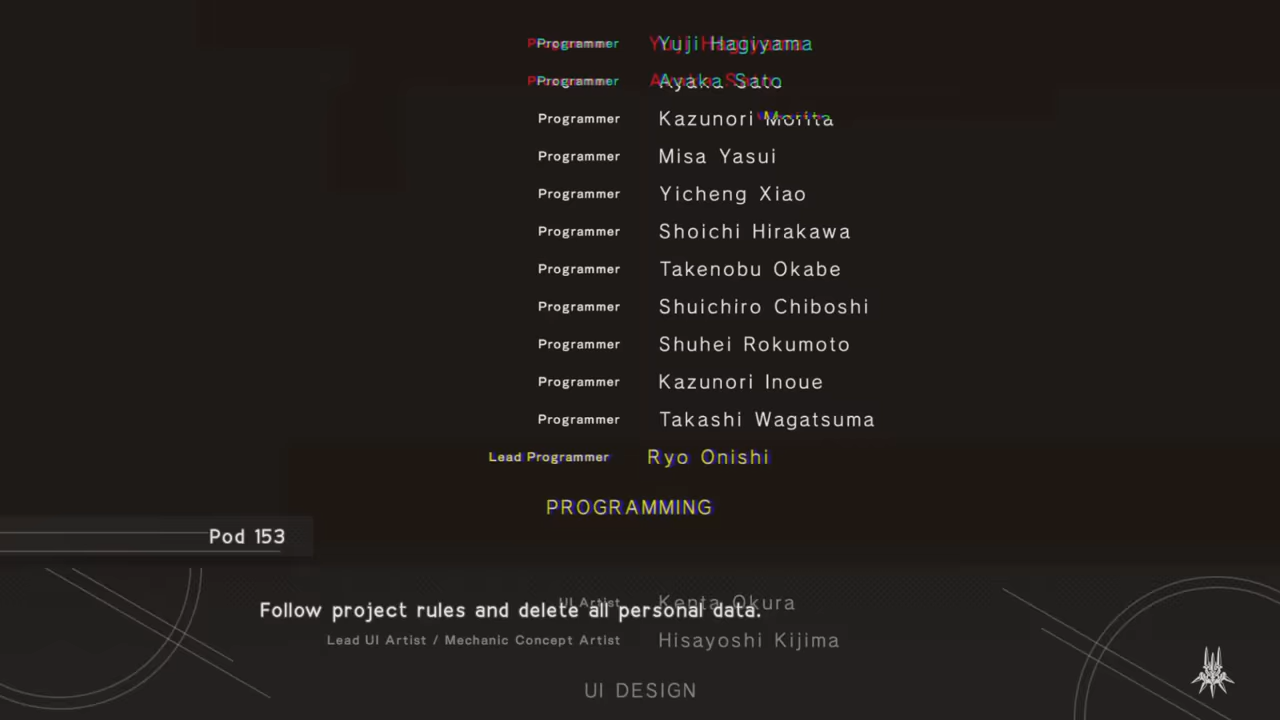 Programmer Yuji Hagiyama
Programmer Ayaka Sato
Programmer Kazunori Morita
Programmer Misa Yasui
Programmer Yicheng Xiao
Programmer Shoichi Hirakawa
Programmer Takenobu Okabe
Programmer Shuichiro Chiboshi
Programmer Shuhei Rokumoto
Programmer Kazunori Inoue
Programmer Takashi Wagatsuma
Lead Programmer Ryo Onishi
PROGRAMMING
Pod 153
UI Artist Kenta Okura
Follow project rules and delete all personal data.
Lead UI Artist / Mechanic Concept Artist Hisayoshi Kijima
UI DESIGN